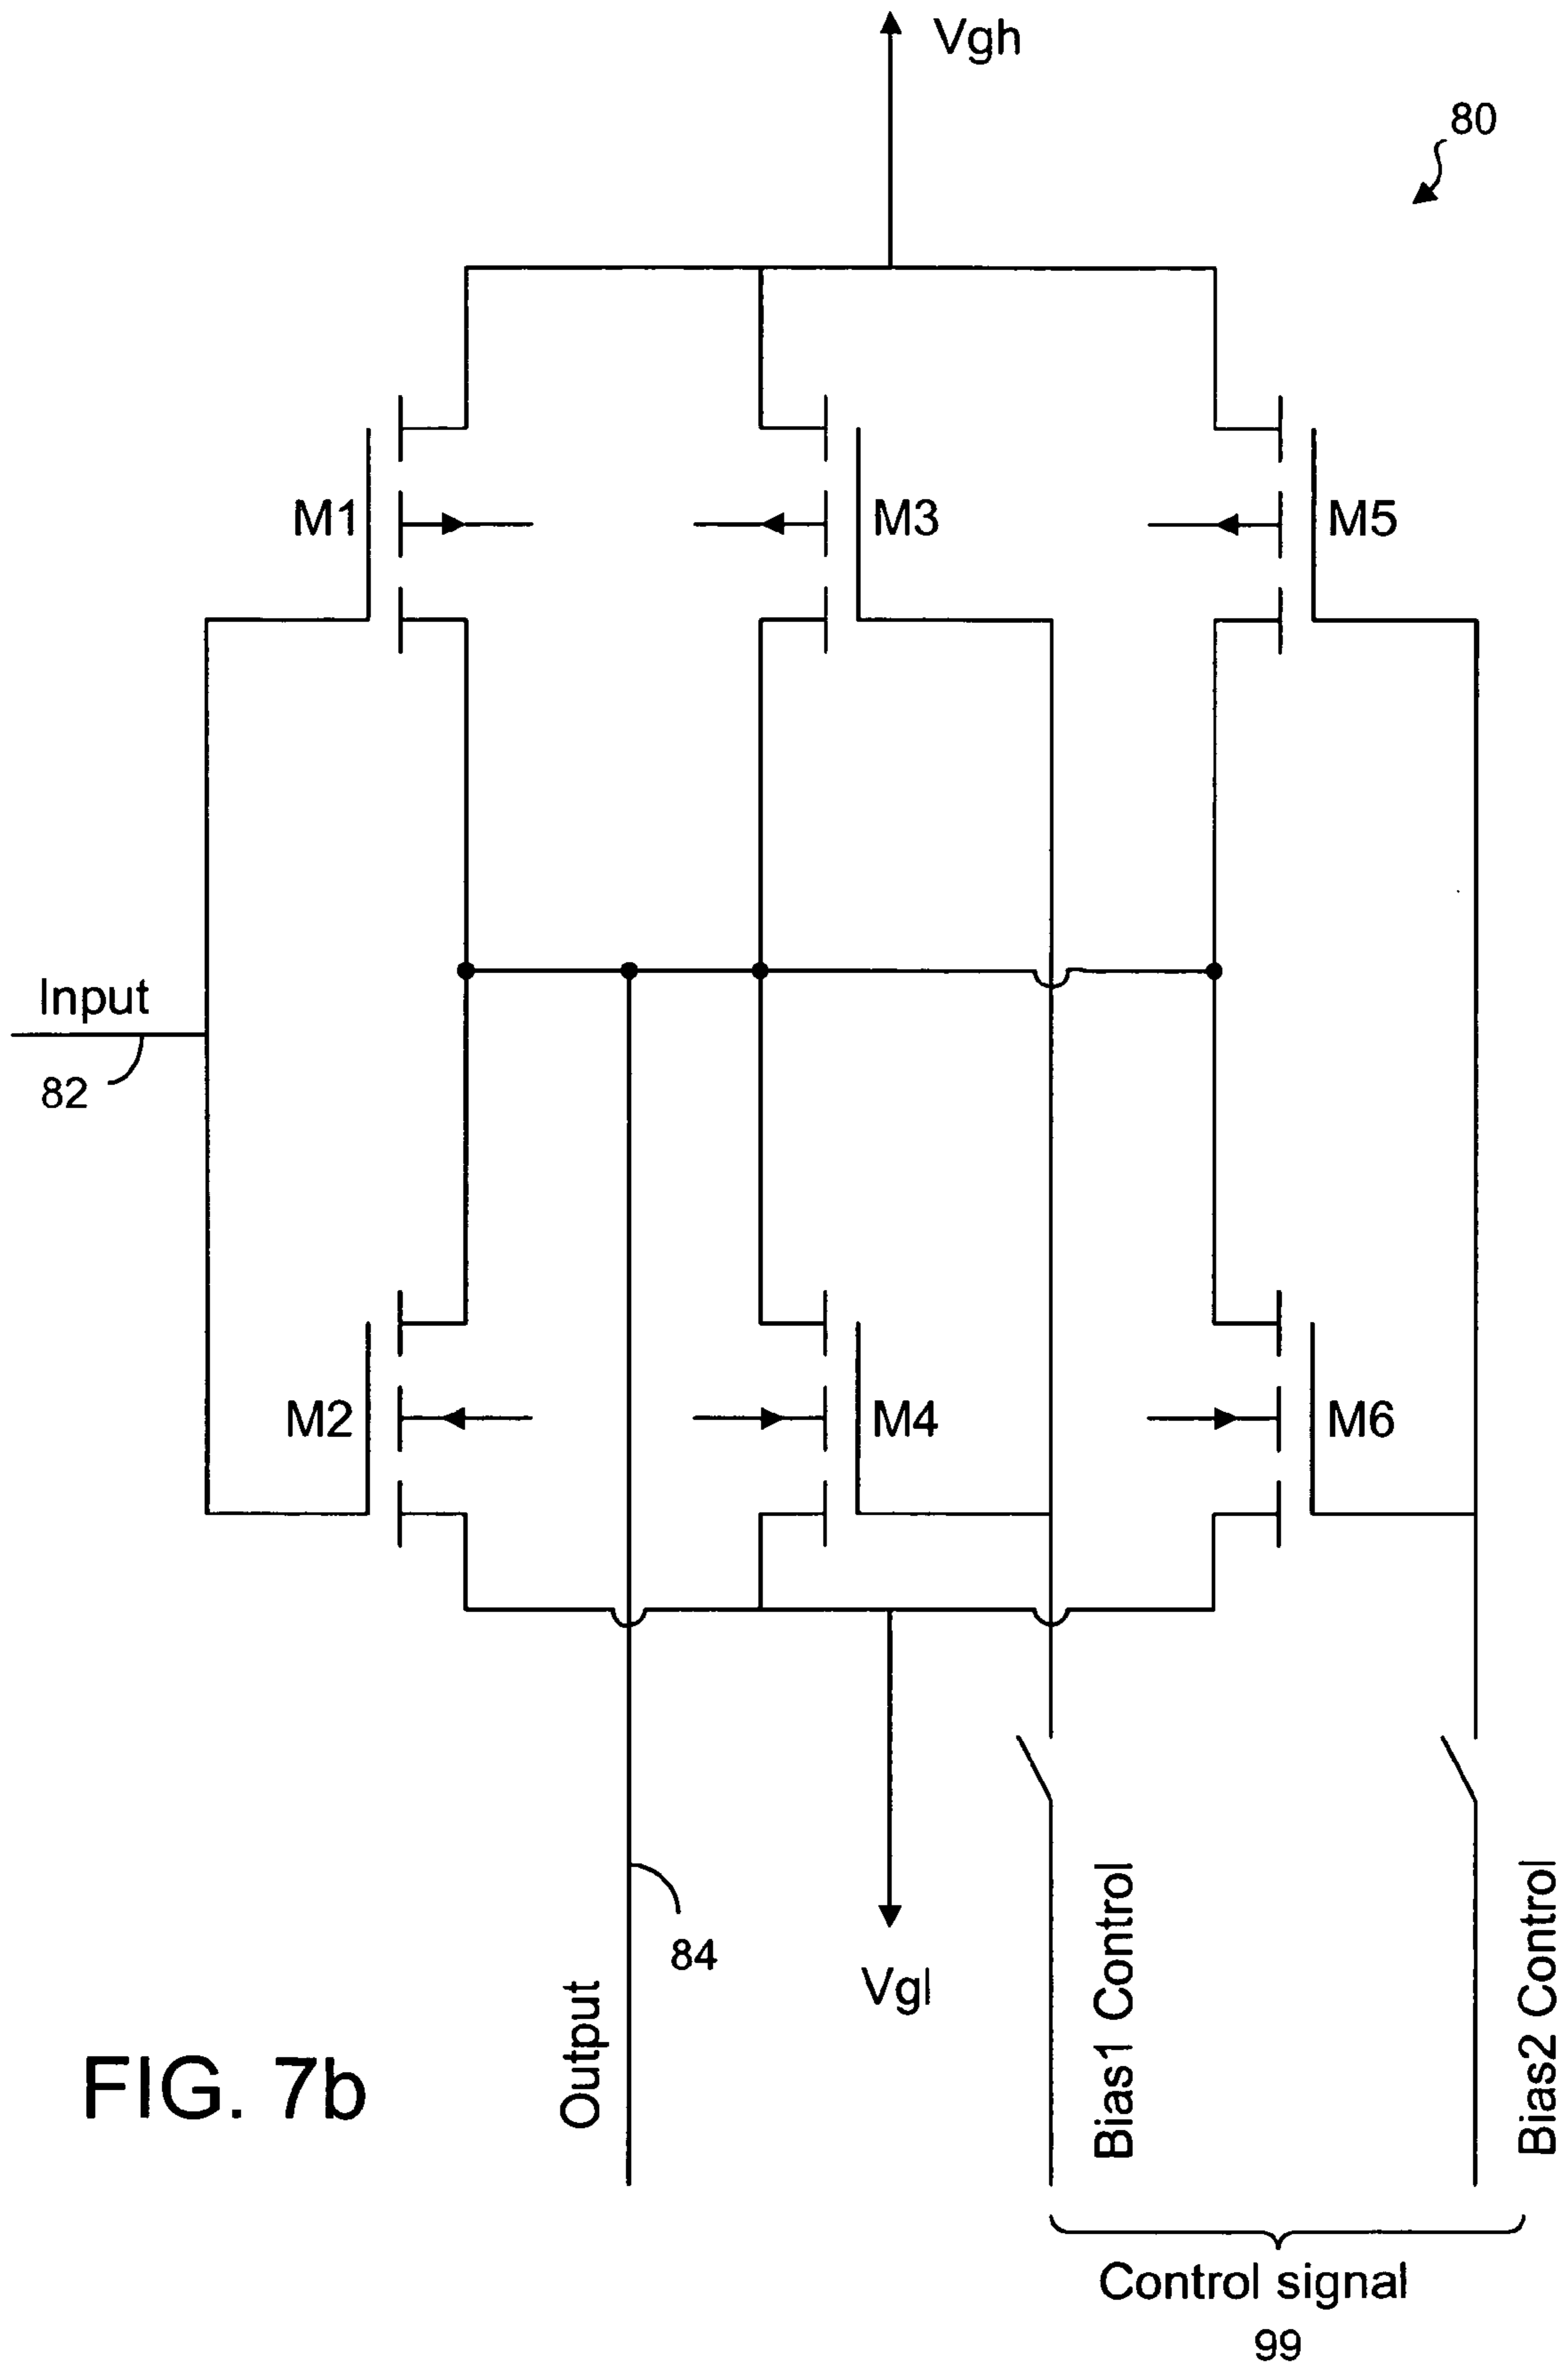 Vgh
80
M1
M3
M5
Input
82
M2
M4
M6
84
Vgl
Output
Bias1 Control
Bias2 Control
FIG. 7b
Control signal
99